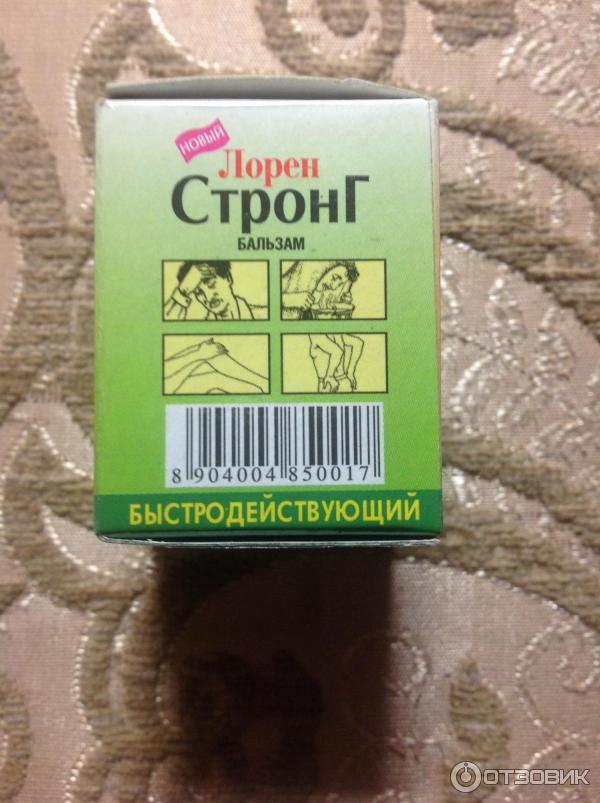 НОВЫЙ
Лорен
СтронГ
БАЛЬЗАМ
8 904004 850017
БЫСТРОДЕЙСТВУЮЩИЙ
ОТЗОВИК